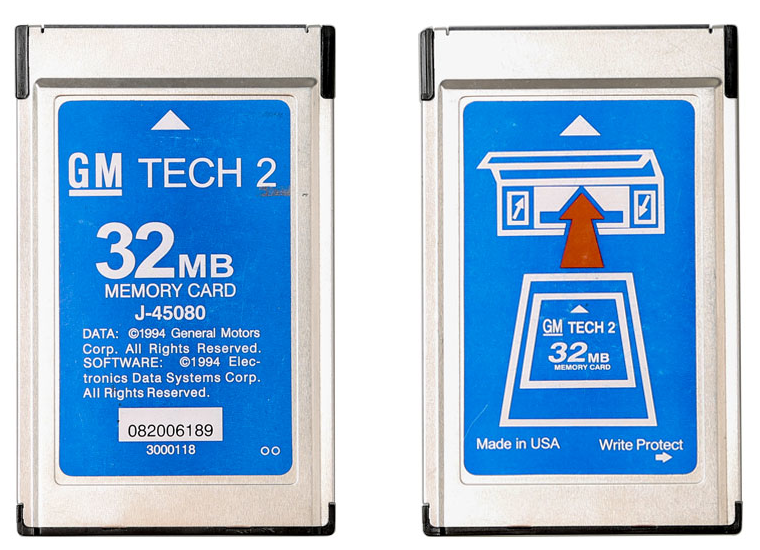 GM TECH 2
32MB
MEMORY CARD
J-45080
DATA: ©1994 General Motors
Corp. All Rights Reserved.
SOFTWARE: ©1994 Elec-
tronics Data Systems Corp.
All Rights Reserved.
082006189
3000118
GM TECH 2
32MB
MEMORY CARD
Made in USA
Write Protect